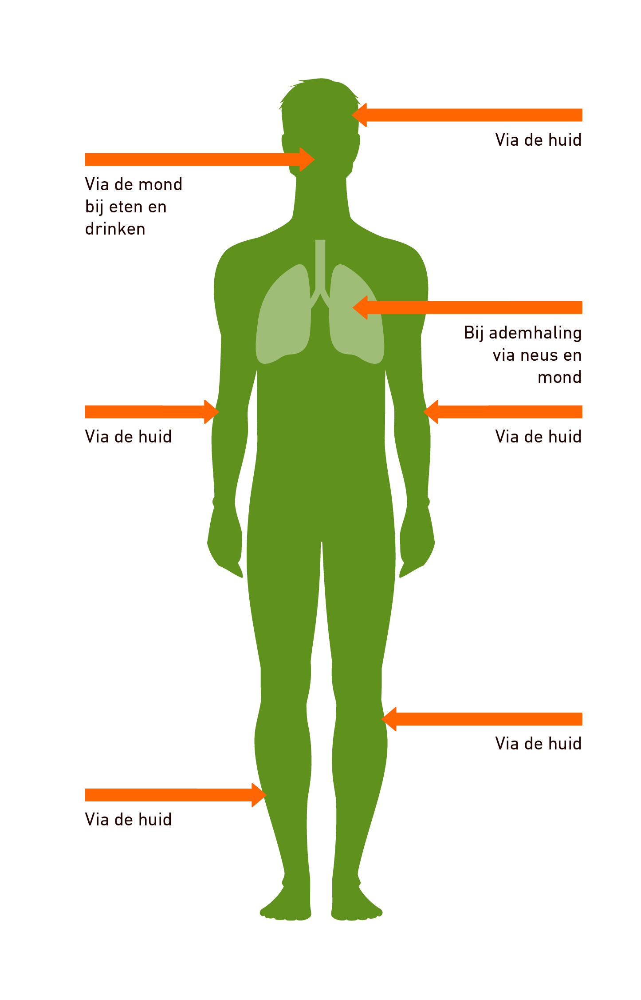 Via de huid
Via de mond
bij eten en
drinken
Bij ademhaling
via neus en
mond
Via de huid
Via de huid
Via de huid
Via de huid